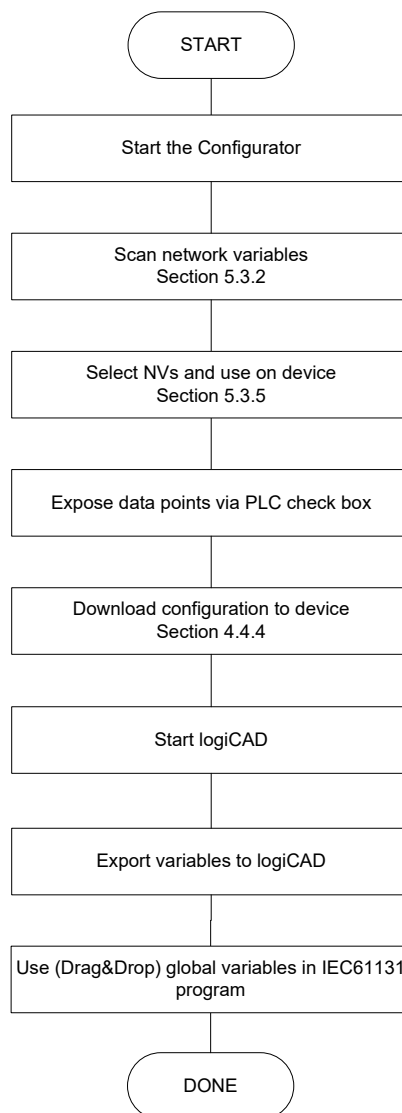 START
Start the Configurator
Scan network variables
Section 5.3.2
Select NVs and use on device
Section 5.3.5
Expose data points via PLC check box
Download configuration to device
Section 4.4.4
Start logiCAD
Export variables to logiCAD
Use (Drag&Drop) global variables in IEC61131
program
DONE